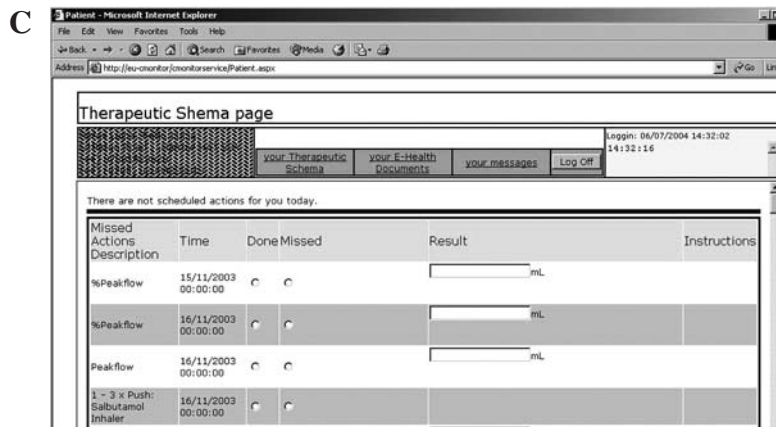 C
Patient - Microsoft Internet Explorer
File Edit View Favorites Tools Help
Back Search Favorites Media
Address http://eu-cmonitor/cmonitorservice/Patient.aspx Go
Therapeutic Shema page
Loggin: 06/07/2004 14:32:02
14:32:16
your Therapeutic Schema your E-Health Documents your messages Log Off
There are not scheduled actions for you today.
Missed Actions Description Time Done Missed Result Instructions
%Peakflow 15/11/2003 00:00:00 mL
%Peakflow 16/11/2003 00:00:00 mL
Peakflow 16/11/2003 00:00:00 mL
1 - 3 x Push: Salbutamol Inhaler 16/11/2003 00:00:00